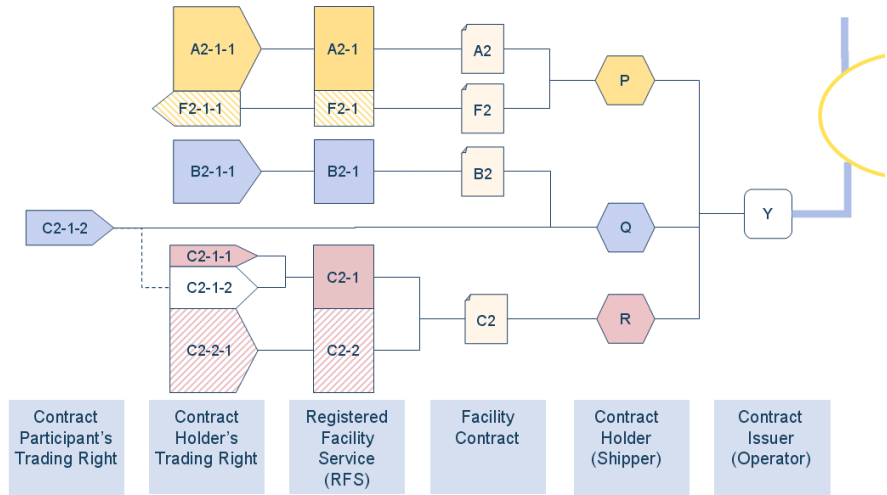 A2-1-1
A2-1
A2
P
F2-1-1
F2-1
F2
B2-1-1
B2-1
B2
C2-1-2
Q
Y
C2-1-1
C2-1-2
C2-1
C2
R
C2-2-1
C2-2
Contract
Participant's
Trading Right
Contract
Holder's
Trading Right
Registered
Facility
Service
(RFS)
Facility
Contract
Contract
Holder
(Shipper)
Contract
Issuer
(Operator)